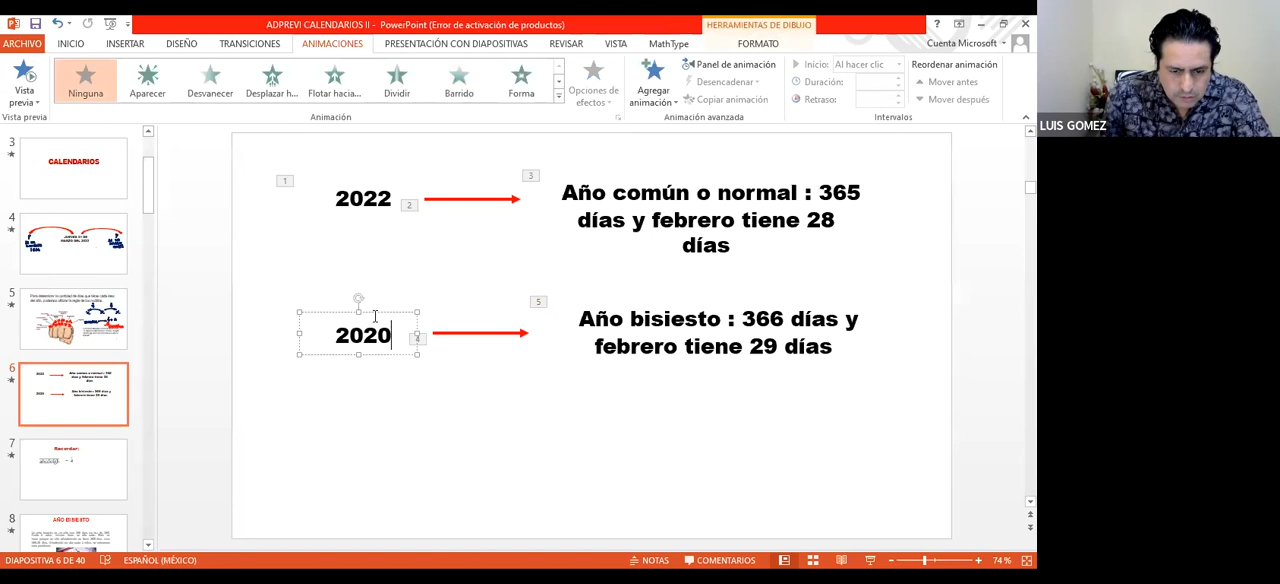 ADPREVI CALENDARIOS II - PowerPoint (Error de activación de productos)
HERRAMIENTAS DE DIBUJO
?
ARCHIVO INICIO INSERTAR DISEÑO TRANSICIONES ANIMACIONES PRESENTACIÓN CON DIAPOSITIVAS REVISAR VISTA MathType FORMATO Cuenta Microsoft
Vista previa
Ninguna Aparecer Desvanecer Desplazar h... Flotar hacia... Dividir Barrido Forma
Opciones de efectos
Agregar animación
Panel de animación
Desencadenar
Copiar animación
Inicio: Al hacer clic
Duración:
Retraso:
Reordenar animación
Mover antes
Mover después
Vista previa Animación Animación avanzada Intervalos
LUIS GOMEZ
3
CALENDARIOS
4
5
6
7
Recordar:
8
AÑO BISIESTO
1
2022
2
3
Año común o normal : 365
días y febrero tiene 28
días
2020
4
5
Año bisiesto : 366 días y
febrero tiene 29 días
DIAPOSITIVA 6 DE 40 ESPAÑOL (MÉXICO) NOTAS COMENTARIOS 74 %